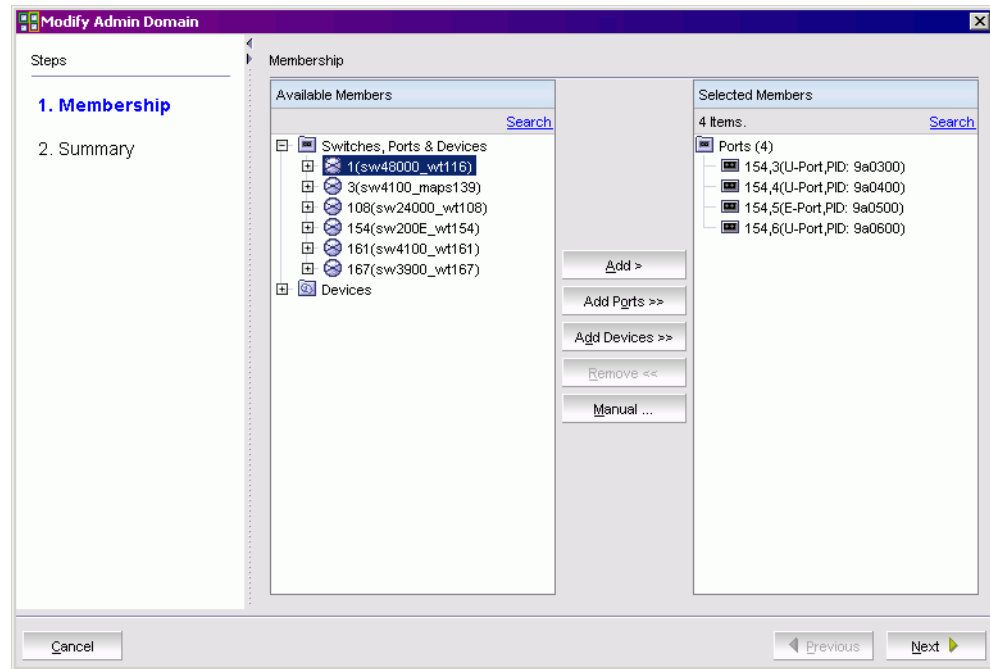 Modify Admin Domain
Steps
1. Membership
2. Summary
Membership
Available Members
Search
Switches, Ports & Devices
1(sw48000_wt116)
3(sw4100_maps139)
108(sw24000_wt108)
154(sw200E_wt154)
161(sw4100_wt161)
167(sw3900_wt167)
Devices
Add >
Add Ports >>
Add Devices >>
Remove <<
Manual ...
Selected Members
4 Items. Search
Ports (4)
154,3(U-Port,PID: 9a0300)
154,4(U-Port,PID: 9a0400)
154,5(E-Port,PID: 9a0500)
154,6(U-Port,PID: 9a0600)
Cancel
Previous
Next